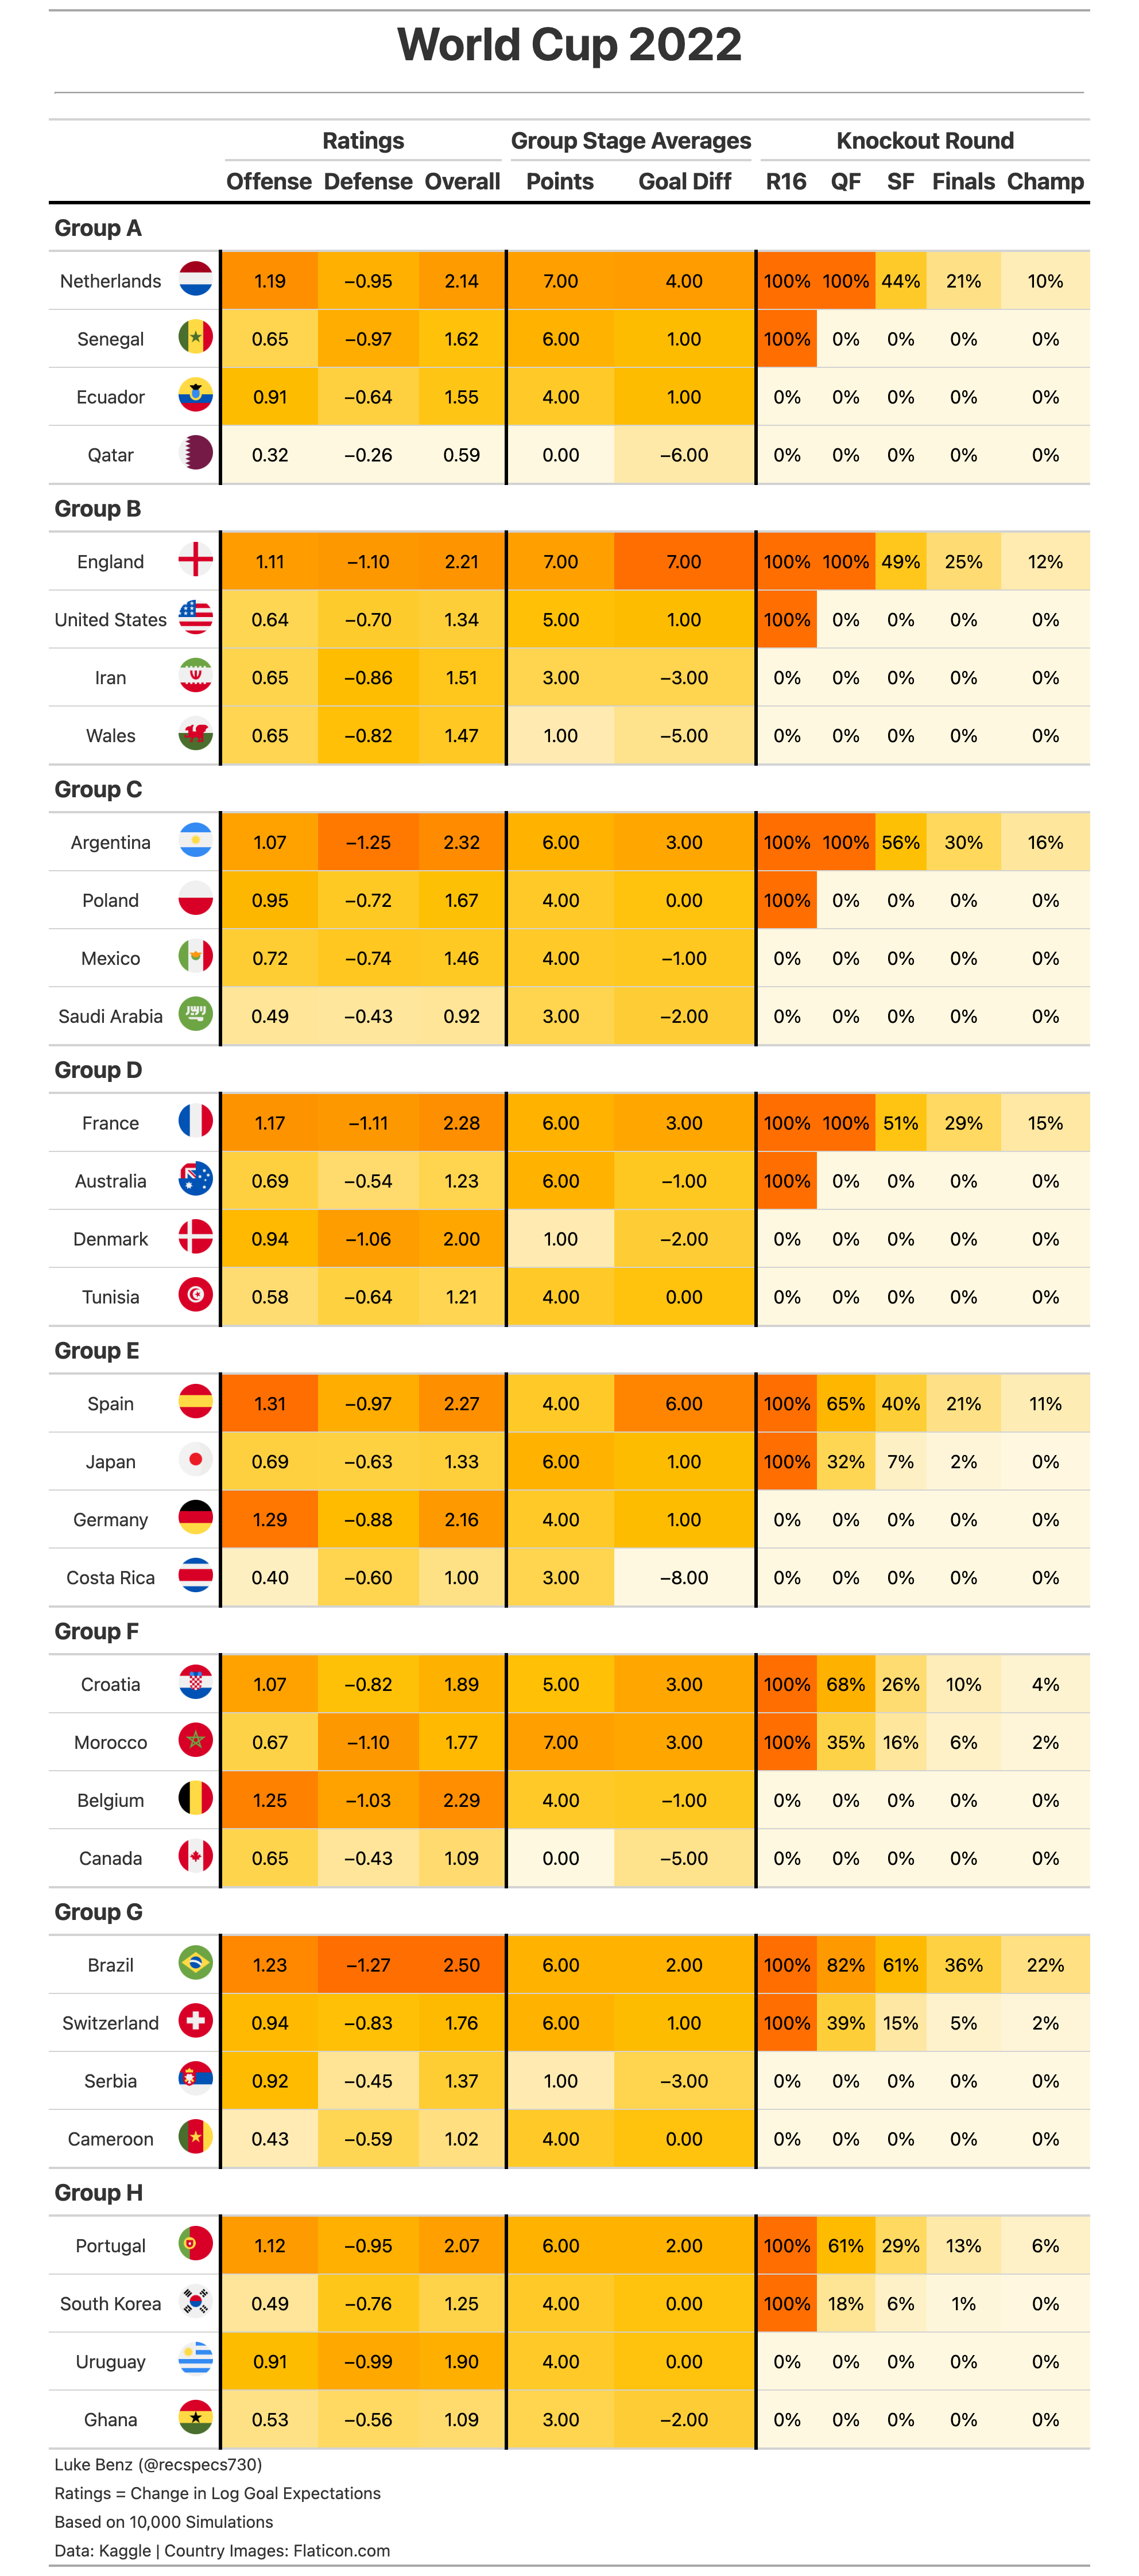 World Cup 2022
Ratings Group Stage Averages Knockout Round
Offense Defense Overall Points Goal Diff R16 QF SF Finals Champ
Group A
Netherlands 1.19 −0.95 2.14 7.00 4.00 100% 100% 44% 21% 10%
Senegal 0.65 −0.97 1.62 6.00 1.00 100% 0% 0% 0% 0%
Ecuador 0.91 −0.64 1.55 4.00 1.00 0% 0% 0% 0% 0%
Qatar 0.32 −0.26 0.59 0.00 −6.00 0% 0% 0% 0% 0%
Group B
England 1.11 −1.10 2.21 7.00 7.00 100% 100% 49% 25% 12%
United States 0.64 −0.70 1.34 5.00 1.00 100% 0% 0% 0% 0%
Iran 0.65 −0.86 1.51 3.00 −3.00 0% 0% 0% 0% 0%
Wales 0.65 −0.82 1.47 1.00 −5.00 0% 0% 0% 0% 0%
Group C
Argentina 1.07 −1.25 2.32 6.00 3.00 100% 100% 56% 30% 16%
Poland 0.95 −0.72 1.67 4.00 0.00 100% 0% 0% 0% 0%
Mexico 0.72 −0.74 1.46 4.00 −1.00 0% 0% 0% 0% 0%
Saudi Arabia 0.49 −0.43 0.92 3.00 −2.00 0% 0% 0% 0% 0%
Group D
France 1.17 −1.11 2.28 6.00 3.00 100% 100% 51% 29% 15%
Australia 0.69 −0.54 1.23 6.00 −1.00 100% 0% 0% 0% 0%
Denmark 0.94 −1.06 2.00 1.00 −2.00 0% 0% 0% 0% 0%
Tunisia 0.58 −0.64 1.21 4.00 0.00 0% 0% 0% 0% 0%
Group E
Spain 1.31 −0.97 2.27 4.00 6.00 100% 65% 40% 21% 11%
Japan 0.69 −0.63 1.33 6.00 1.00 100% 32% 7% 2% 0%
Germany 1.29 −0.88 2.16 4.00 1.00 0% 0% 0% 0% 0%
Costa Rica 0.40 −0.60 1.00 3.00 −8.00 0% 0% 0% 0% 0%
Group F
Croatia 1.07 −0.82 1.89 5.00 3.00 100% 68% 26% 10% 4%
Morocco 0.67 −1.10 1.77 7.00 3.00 100% 35% 16% 6% 2%
Belgium 1.25 −1.03 2.29 4.00 −1.00 0% 0% 0% 0% 0%
Canada 0.65 −0.43 1.09 0.00 −5.00 0% 0% 0% 0% 0%
Group G
Brazil 1.23 −1.27 2.50 6.00 2.00 100% 82% 61% 36% 22%
Switzerland 0.94 −0.83 1.76 6.00 1.00 100% 39% 15% 5% 2%
Serbia 0.92 −0.45 1.37 1.00 −3.00 0% 0% 0% 0% 0%
Cameroon 0.43 −0.59 1.02 4.00 0.00 0% 0% 0% 0% 0%
Group H
Portugal 1.12 −0.95 2.07 6.00 2.00 100% 61% 29% 13% 6%
South Korea 0.49 −0.76 1.25 4.00 0.00 100% 18% 6% 1% 0%
Uruguay 0.91 −0.99 1.90 4.00 0.00 0% 0% 0% 0% 0%
Ghana 0.53 −0.56 1.09 3.00 −2.00 0% 0% 0% 0% 0%
Luke Benz (@recspecs730)
Ratings = Change in Log Goal Expectations
Based on 10,000 Simulations
Data: Kaggle | Country Images: Flaticon.com